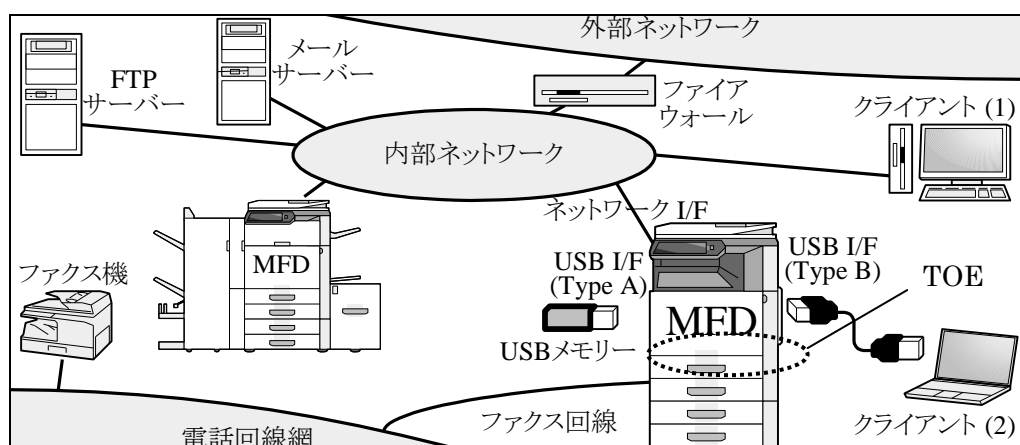 外部ネットワーク
FTP
サーバー
メール
サーバー
ファイア
ウォール
クライアント (1)
内部ネットワーク
ネットワーク I/F
MFD
ファクス機
USB I/F
(Type A)
USB I/F
(Type B)
TOE
MFD
USBメモリー
ファクス回線
クライアント (2)
電話回線網